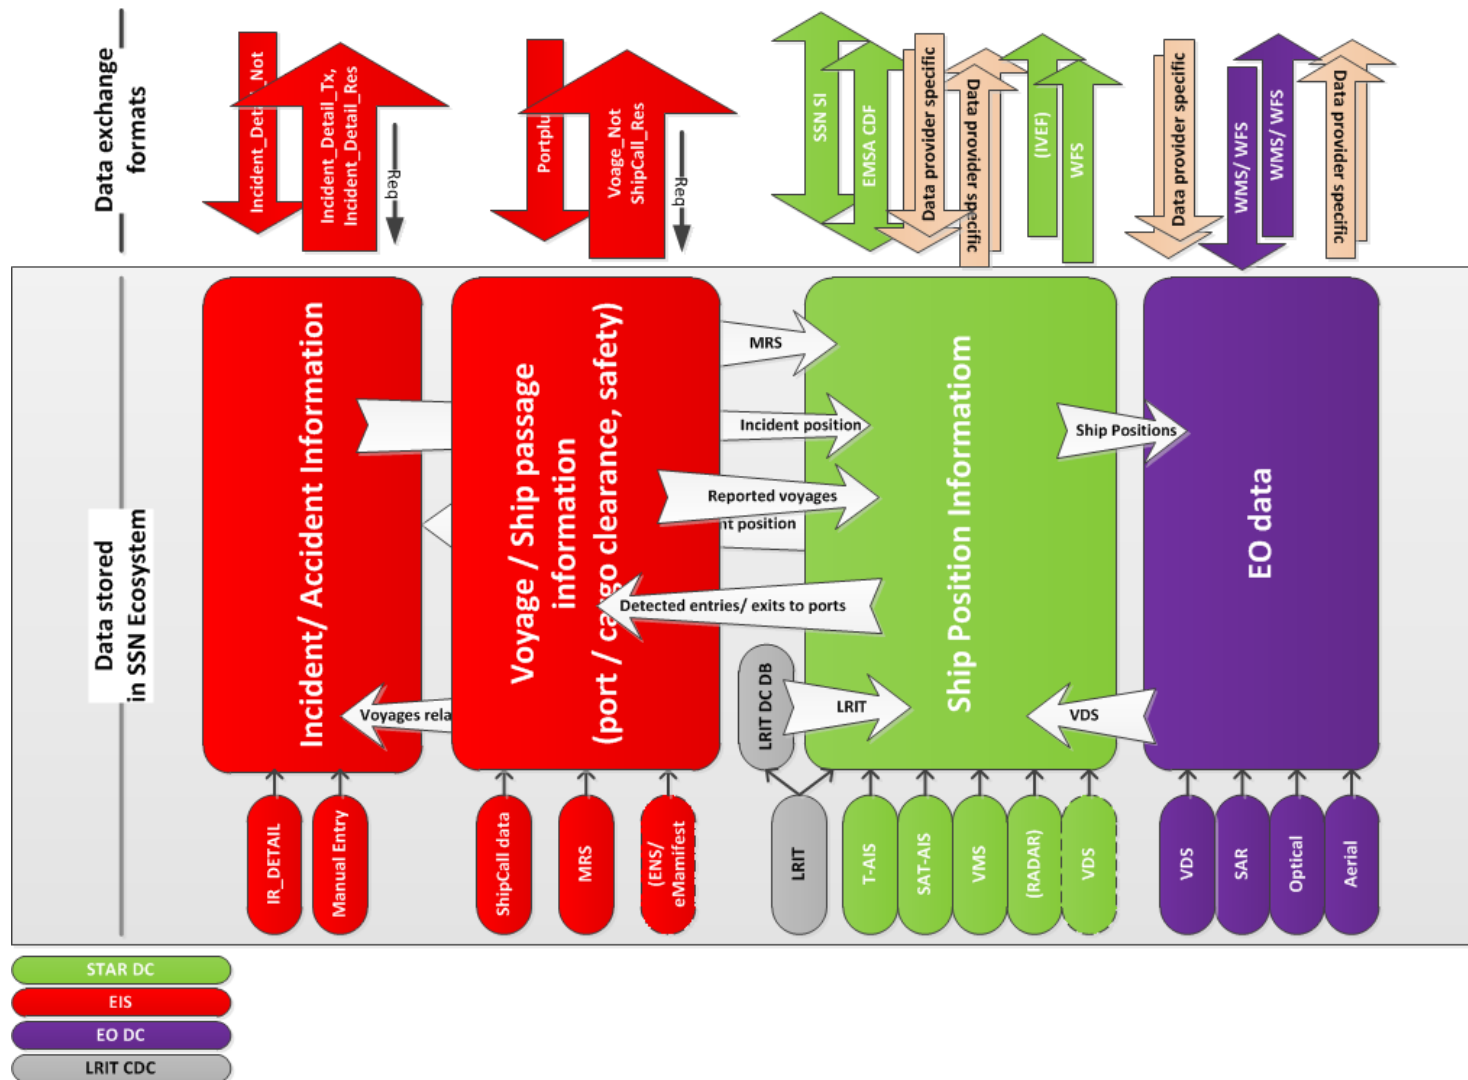 Data exchange
formats
Incident_Detail_Not
Incident_Detail_Tx,
Incident_Detail_Res
Req
Portplu
Voage_Not
ShipCall_Res
Req
SSN SI
EMSA CDF
Data provider specific
Data provider specific
(IVEF)
WFS
Data provider specific
WMS/ WFS
WMS/ WFS
Data provider specific
Data stored
in SSN Ecosystem
Incident/ Accident Information
Voyage / Ship passage
information
(port / cargo clearance, safety)
Ship Position Information
EO data
MRS
Incident position
Ship Positions
Reported voyages
nt position
Detected entries/ exits to ports
LRIT DC DB
LRIT
Voyages rela
VDS
IR_DETAIL
Manual Entry
ShipCall data
MRS
(ENS/
eMamifest
LRIT
T-AIS
SAT-AIS
VMS
(RADAR)
VDS
VDS
SAR
Optical
Aerial
STAR DC
EIS
EO DC
LRIT CDC